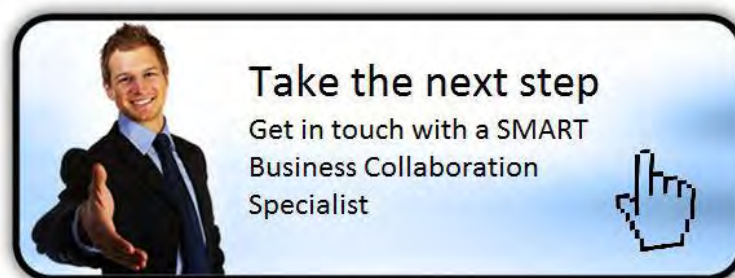 Take the next step
Get in touch with a SMART
Business Collaboration
Specialist